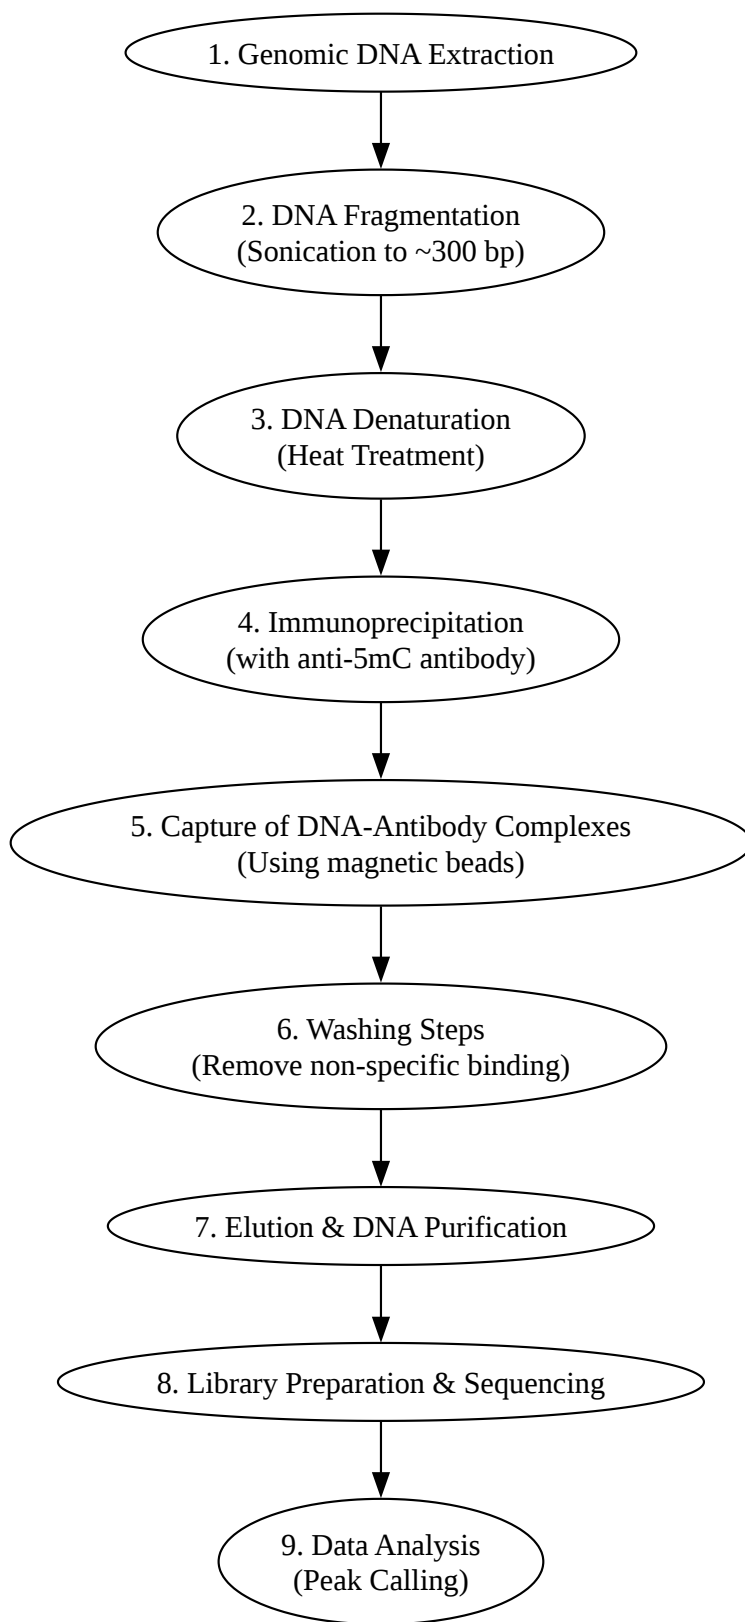 1. Genomic DNA Extraction
2. DNA Fragmentation
(Sonication to ~300 bp)
3. DNA Denaturation
(Heat Treatment)
4. Immunoprecipitation
(with anti-5mC antibody)
5. Capture of DNA-Antibody Complexes
(Using magnetic beads)
6. Washing Steps
(Remove non-specific binding)
7. Elution & DNA Purification
8. Library Preparation & Sequencing
9. Data Analysis
(Peak Calling)